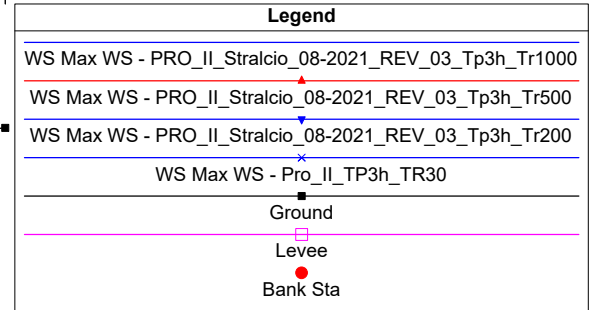 Legend
WS Max WS - PRO_II_Stralcio_08-2021_REV_03_Tp3h_Tr1000
WS Max WS - PRO_II_Stralcio_08-2021_REV_03_Tp3h_Tr500
WS Max WS - PRO_II_Stralcio_08-2021_REV_03_Tp3h_Tr200
WS Max WS - Pro_II_TP3h_TR30
Ground
Levee
Bank Sta